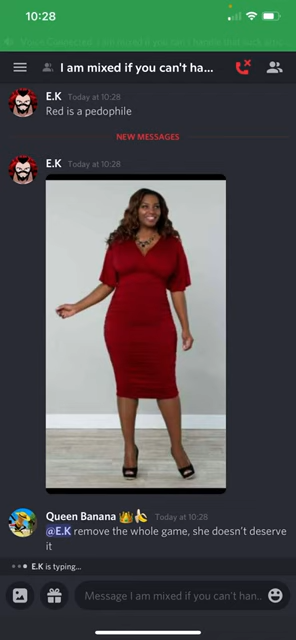 10:28
I am mixed if you can't ha...
E.K Today at 10:28
Red is a pedophile
NEW MESSAGES
E.K Today at 10:28
Queen Banana 👑🍌 Today at 10:28
@E.K remove the whole game, she doesn't deserve
it
E.K is typing...
Message I am mixed if you can't han..